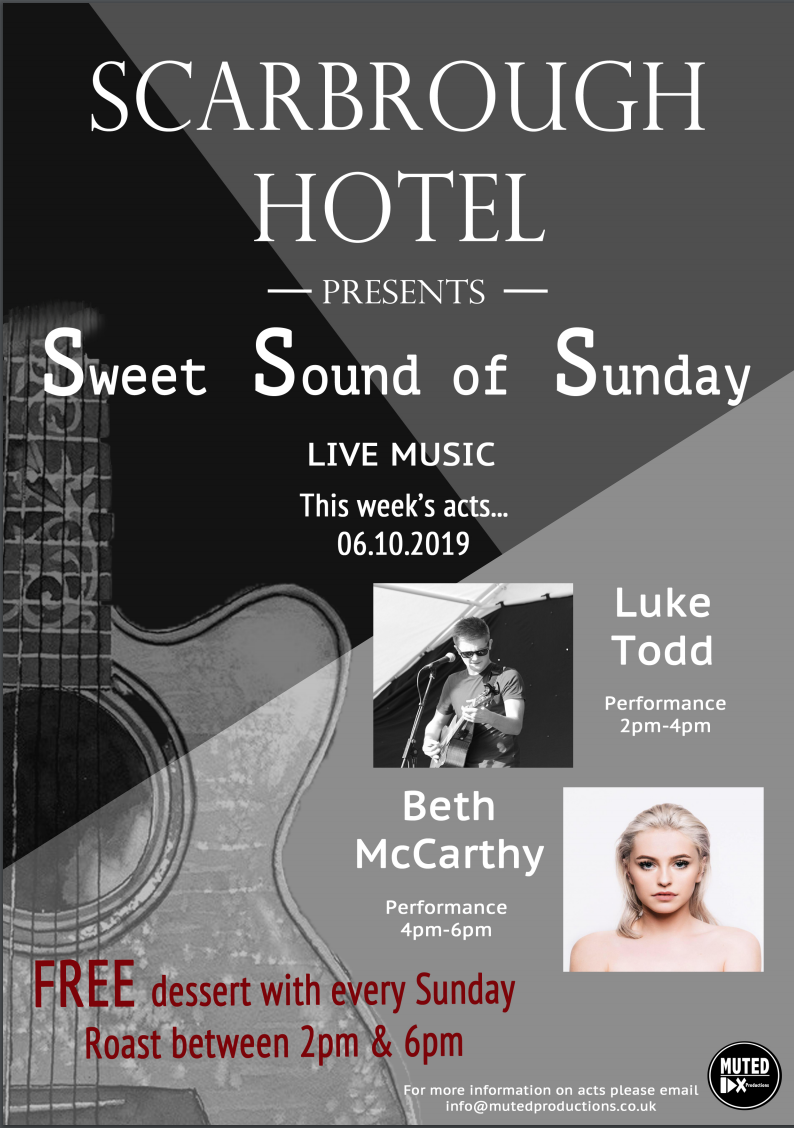 SCARBROUGH
HOTEL
— PRESENTS —
Sweet Sound of Sunday
LIVE MUSIC
This week's acts...
06.10.2019
Luke
Todd
Performance
2pm-4pm
Beth
McCarthy
Performance
4pm-6pm
FREE dessert with every Sunday
Roast between 2pm & 6pm
For more information on acts please email
info@mutedproductions.co.uk
MUTED
Productions